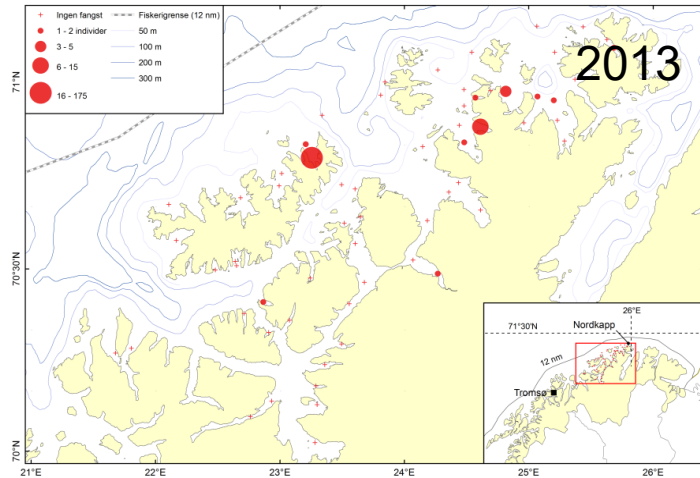 Ingen fangst
Fiskerigrense (12 nm)
1 - 2 individer
50 m
3 - 5
100 m
6 - 15
200 m
300 m
16 - 175
2013
71°N
70°30'N
70°N
26°E
71°30'N
Nordkapp
12 nm
Tromsø
21°E
22°E
23°E
24°E
25°E
26°E